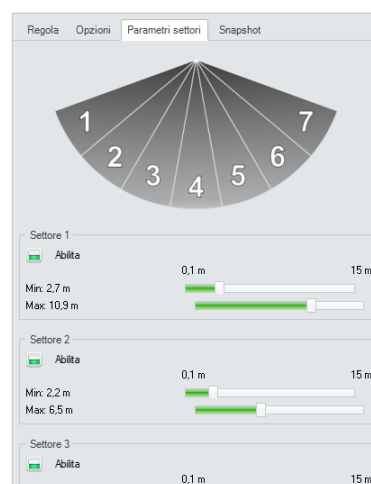 Regola Opzioni Parametri settori Snapshot
1 2 3 4 5 6 7
Settore 1
Abilita
0,1 m 15 m
Min: 2,7 m
Max: 10,9 m
Settore 2
Abilita
0,1 m 15 m
Min: 2,2 m
Max: 6,5 m
Settore 3
Abilita
0,1 m 15 m